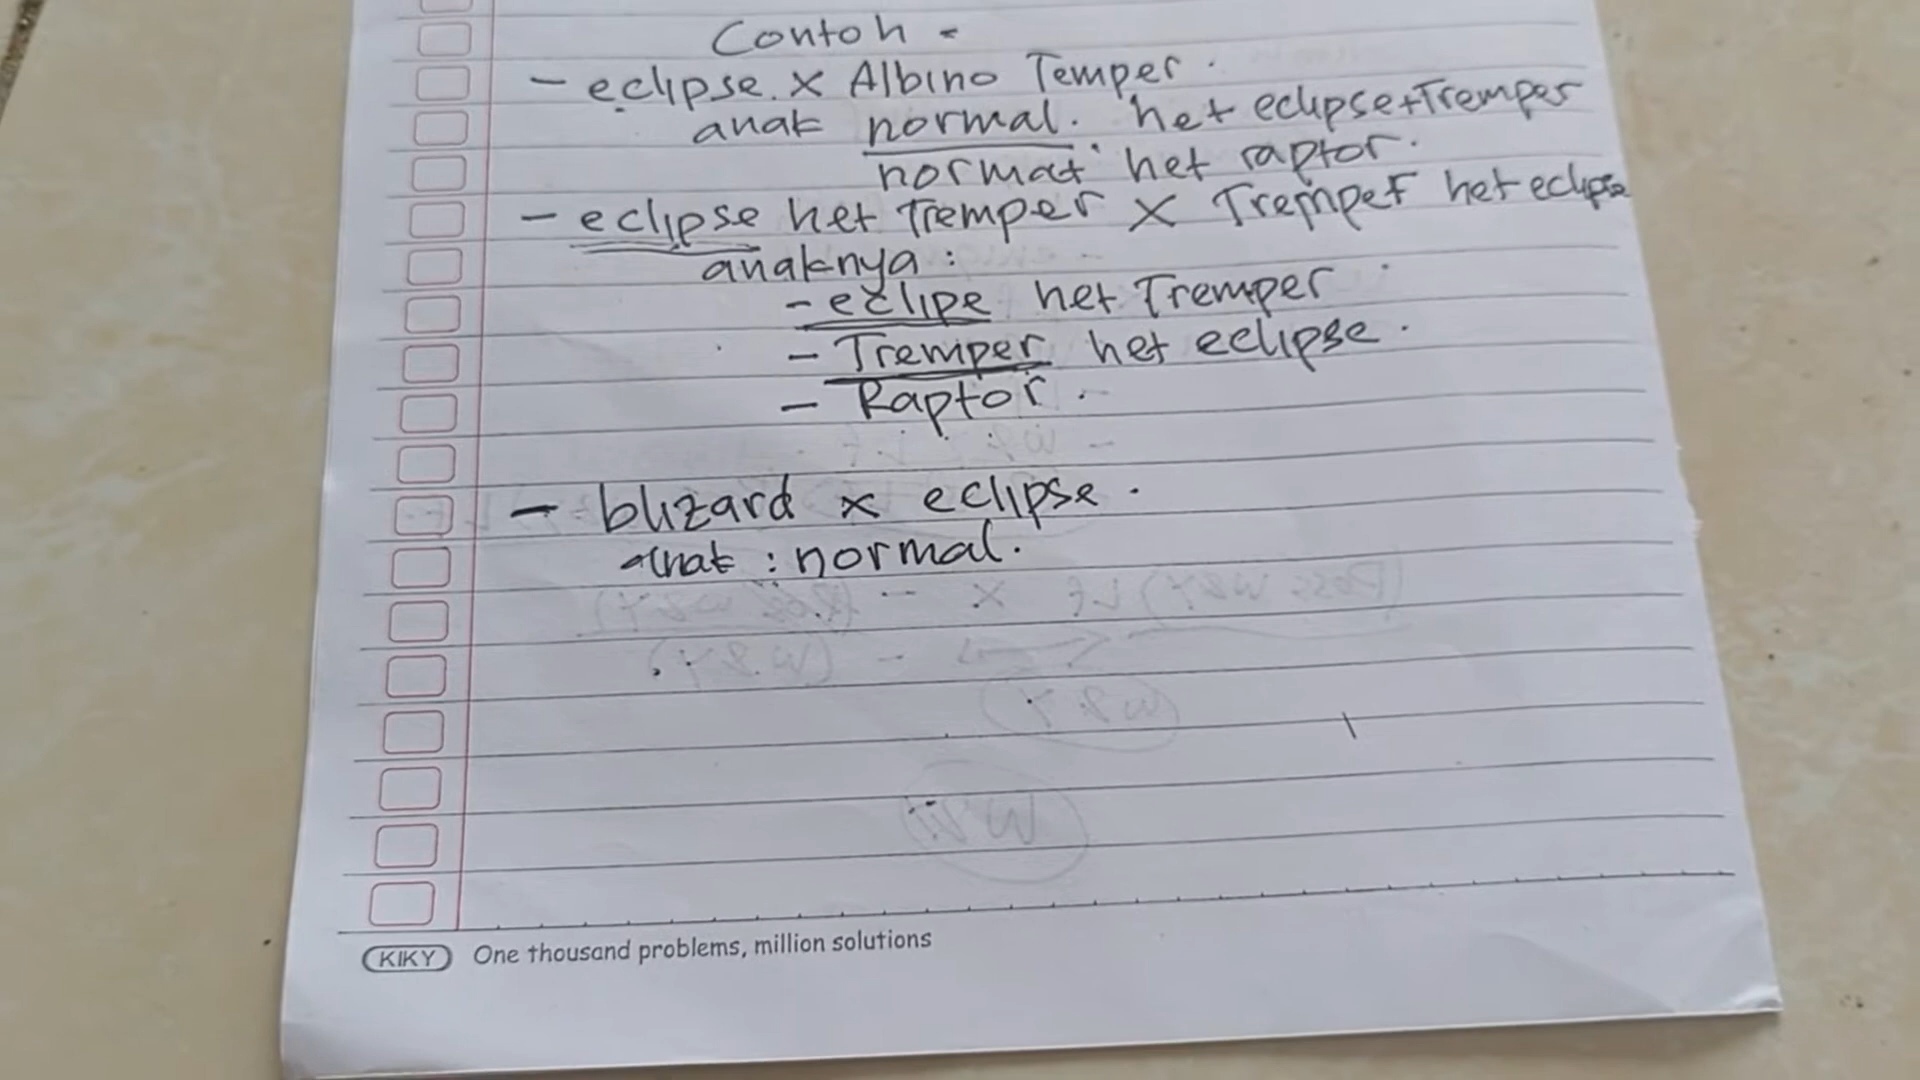 Contoh -
- eclipse x Albino Temper.
anak normal. het eclipse+Tremper
normal het raptor.
- eclipse het Tremper x Tremper het eclipse
anaknya:
- eclipe het Tremper
- Tremper het eclipse.
- Raptor.
- blizard x eclipse.
anak : normal.
KIKY One thousand problems, million solutions